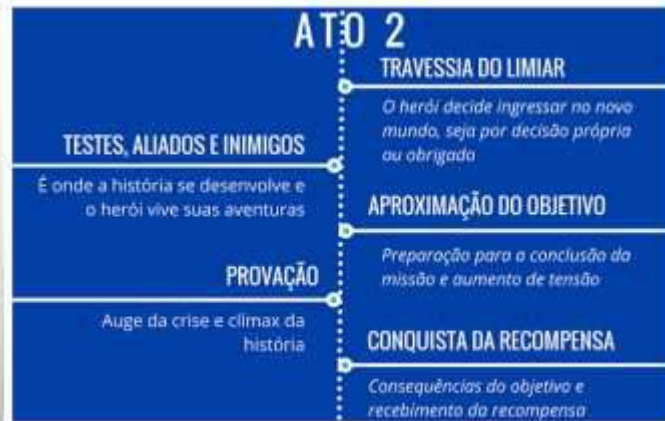 ATO 2
TRAVESSIA DO LIMIAR
O herói decide ingressar no novo
mundo, seja por decisão própria
ou obrigado
TESTES, ALIADOS E INIMIGOS
É onde a história se desenvolve e
o herói vive suas aventuras
APROXIMAÇÃO DO OBJETIVO
Preparação para a conclusão da
missão e aumento de tensão
PROVAÇÃO
Auge da crise e clímax da
história
CONQUISTA DA RECOMPENSA
Consequências do objetivo e
recebimento da recompensa